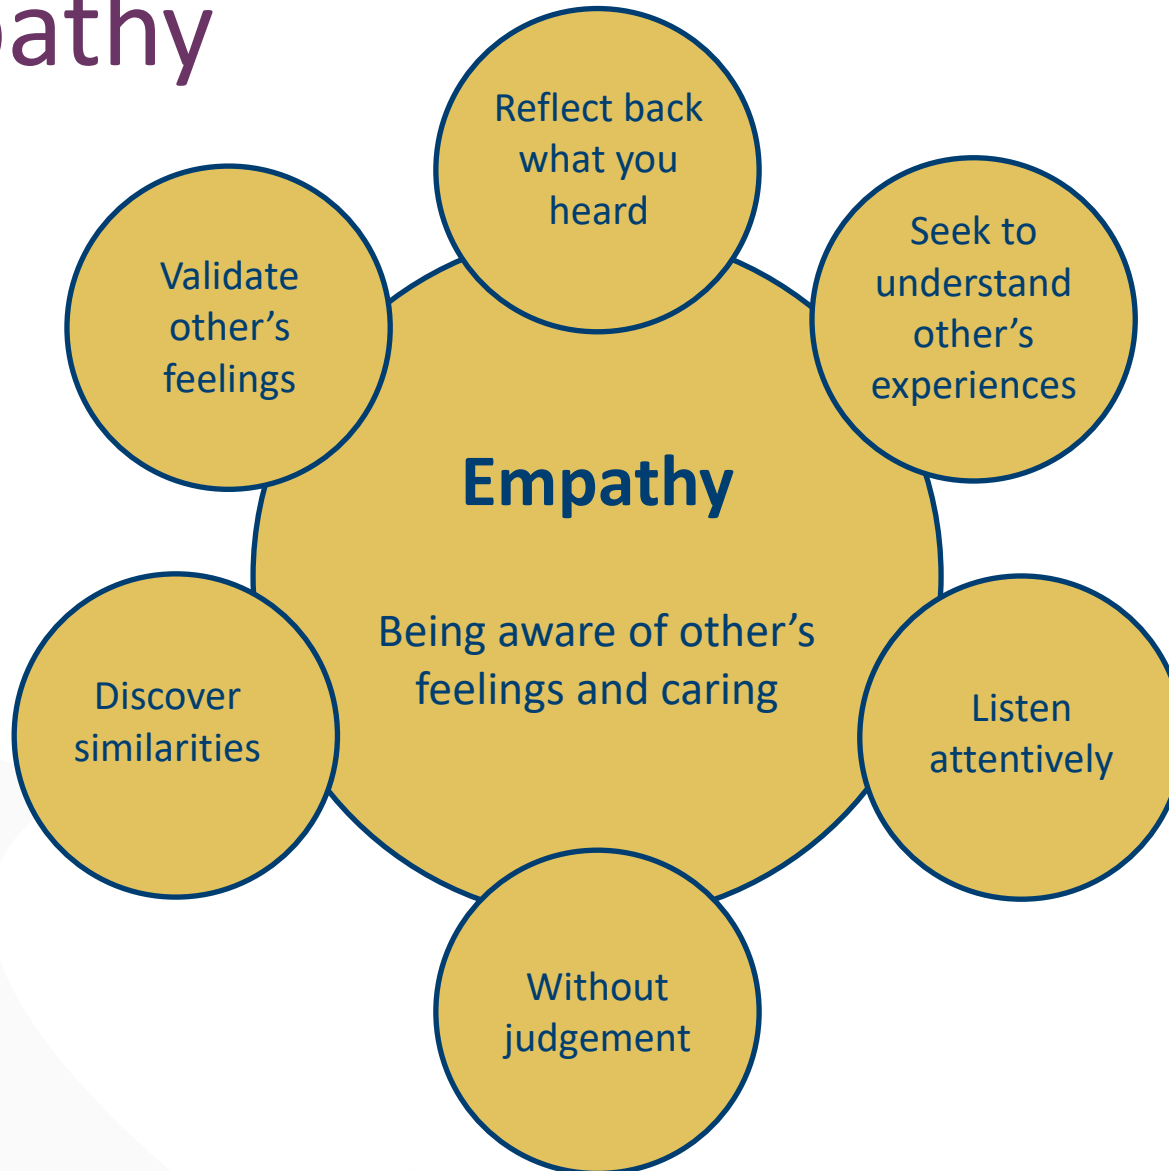 pathy
Reflect back
what you
heard
Seek to
understand
other’s
experiences
Listen
attentively
Without
judgement
Discover
similarities
Validate
other’s
feelings
Empathy
Being aware of other’s
feelings and caring